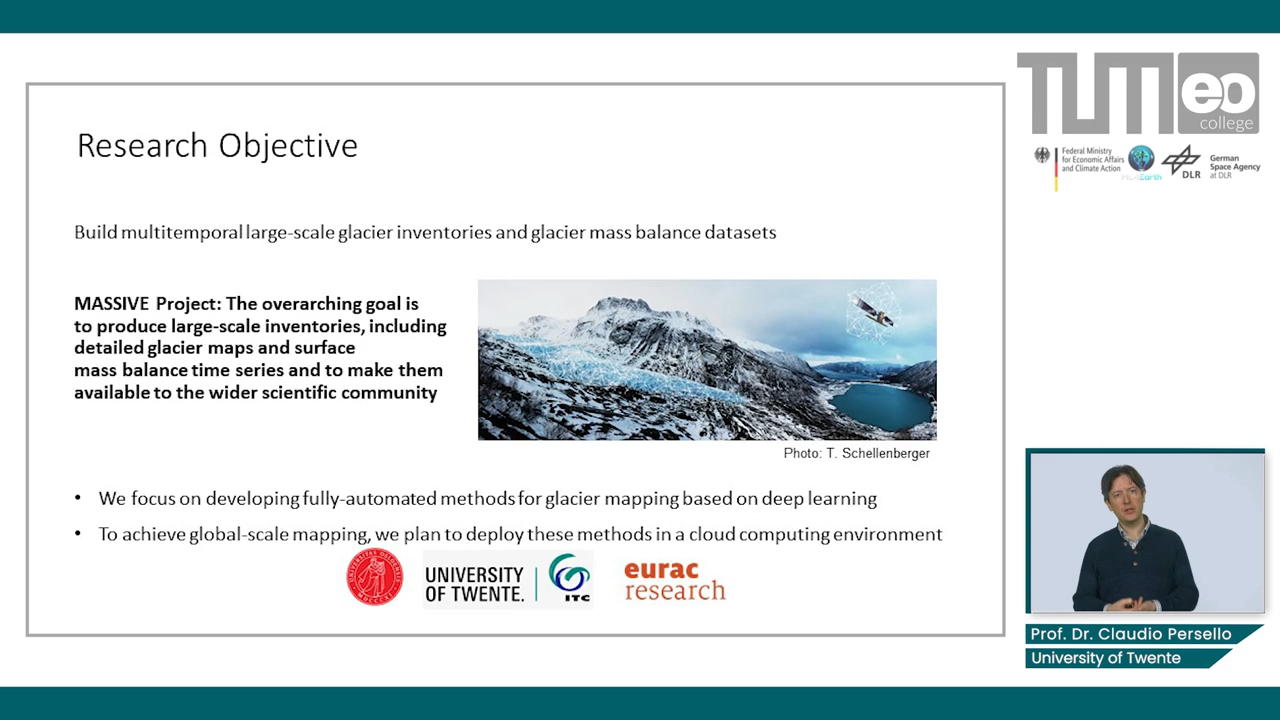 Research Objective
Build multitemporal large-scale glacier inventories and glacier mass balance datasets
MASSIVE Project: The overarching goal is
to produce large-scale inventories, including
detailed glacier maps and surface
mass balance time series and to make them
available to the wider scientific community
Photo: T. Schellenberger
• We focus on developing fully-automated methods for glacier mapping based on deep learning
• To achieve global-scale mapping, we plan to deploy these methods in a cloud computing environment
UNIVERSITAS OSLOENSIS
MDCCCXI
UNIVERSITY
OF TWENTE.
ITC
eurac
research
TUM
eo
college
Federal Ministry
for Economic Affairs
and Climate Action
ML4Earth
DLR
German
Space Agency
at DLR
Prof. Dr. Claudio Persello
University of Twente